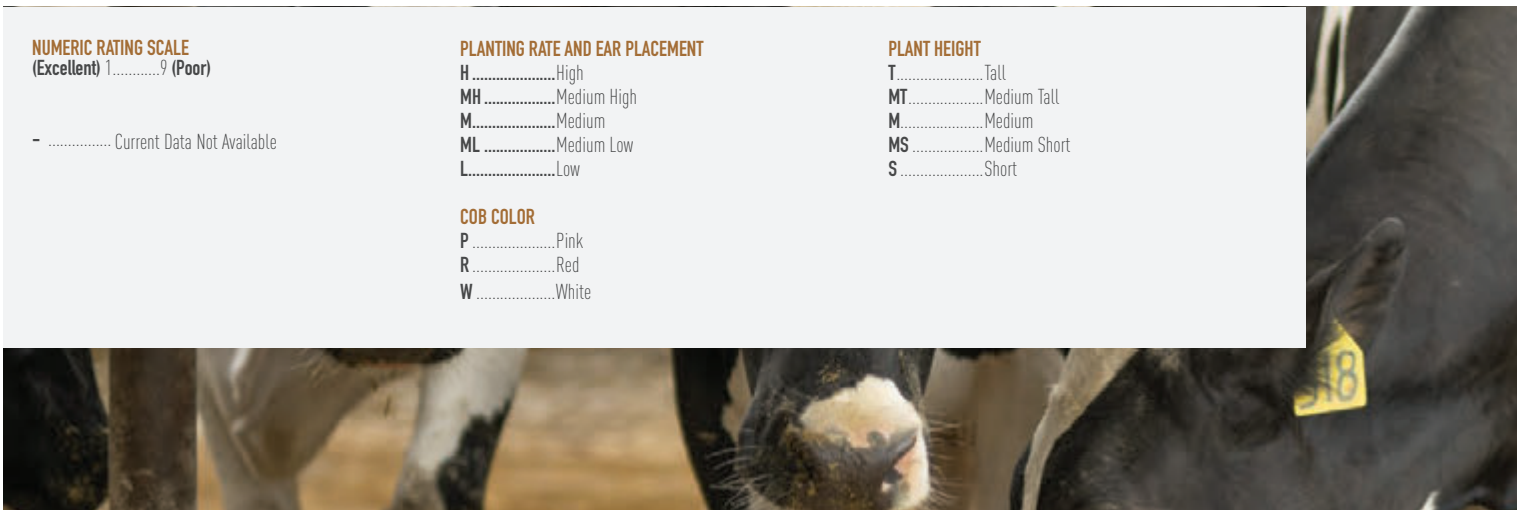 NUMERIC RATING SCALE
(Excellent) 1............9 (Poor)
– ................ Current Data Not Available
PLANTING RATE AND EAR PLACEMENT
H .....................High
MH ..................Medium High
M.....................Medium
ML ..................Medium Low
L......................Low
COB COLOR
P .....................Pink
R .....................Red
W ....................White
PLANT HEIGHT
T......................Tall
MT...................Medium Tall
M.....................Medium
MS ..................Medium Short
S .....................Short
18